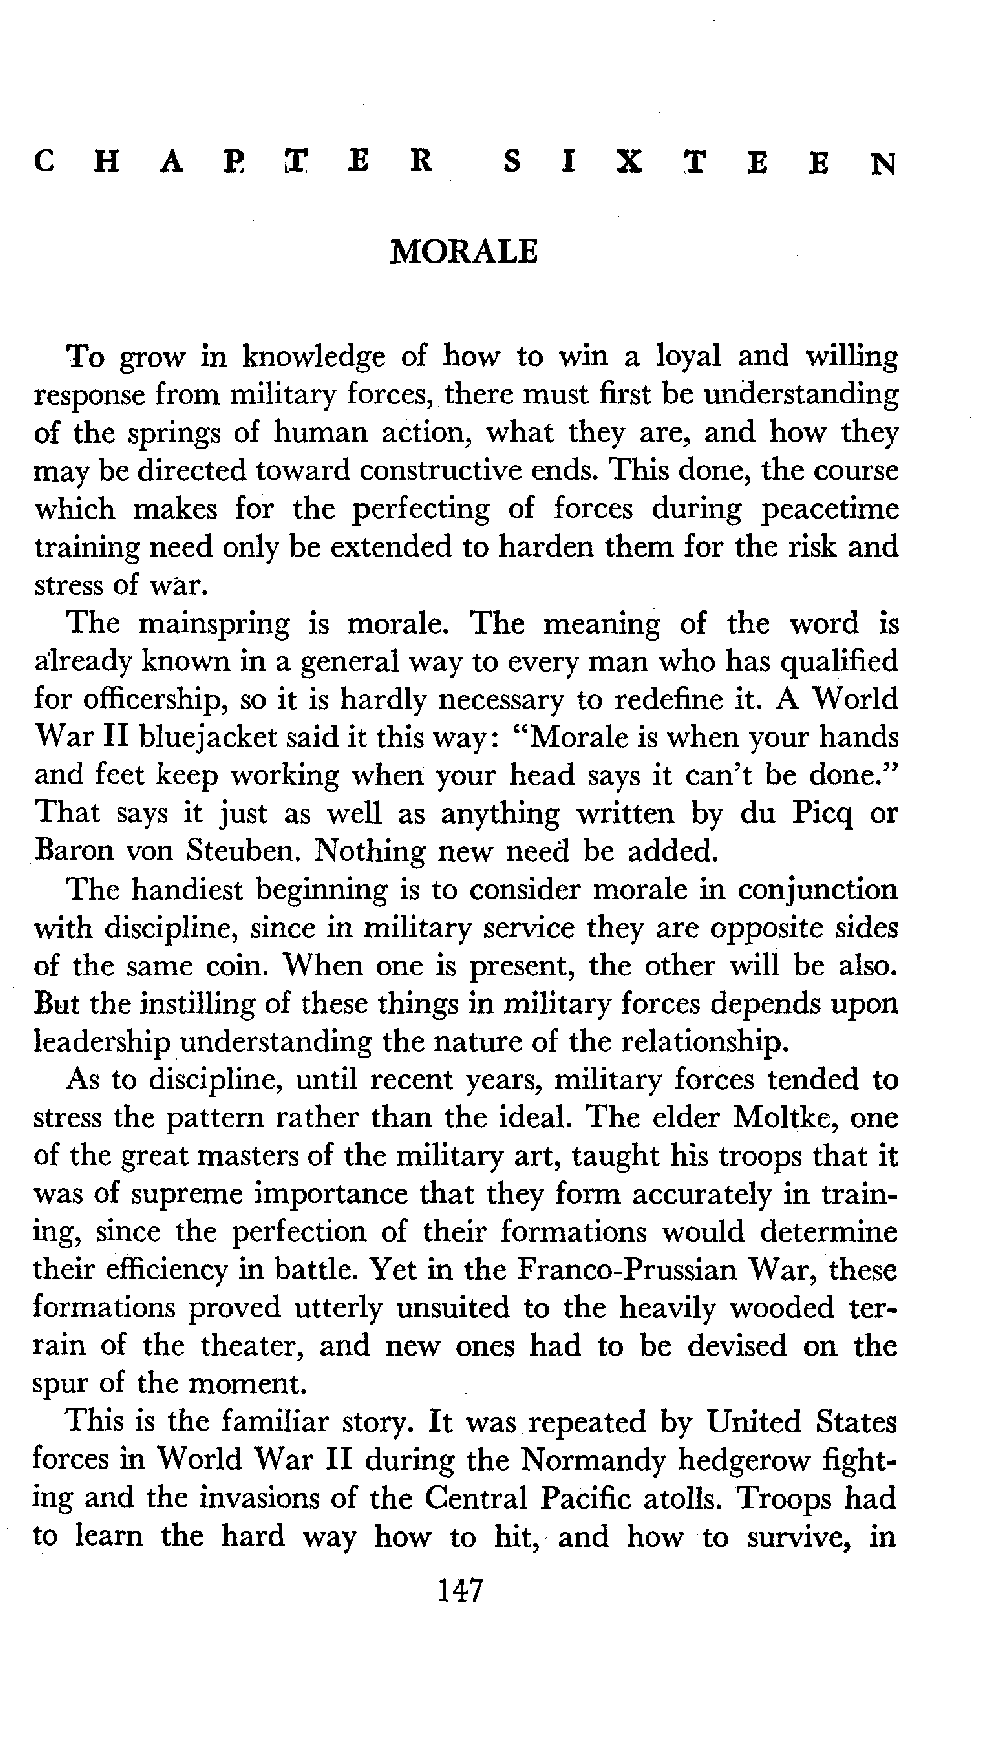 CHAPTER SIXTEEN
MORALE
To grow in knowledge of how to win a loyal and willing
response from military forces, there must first be understanding
of the springs of human action, what they are, and how they
may be directed toward constructive ends. This done, the course
which makes for the perfecting of forces during peacetime
training need only be extended to harden them for the risk and
stress of war.
The mainspring is morale. The meaning of the word is
already known in a general way to every man who has qualified
for officership, so it is hardly necessary to redefine it. A World
War II bluejacket said it this way: “Morale is when your hands
and feet keep working when your head says it can’t be done.”
That says it just as well as anything written by du Picq or
Baron von Steuben. Nothing new need be added.
The handiest beginning is to consider morale in conjunction
with discipline, since in military service they are opposite sides
of the same coin. When one is present, the other will be also.
But the instilling of these things in military forces depends upon
leadership understanding the nature of the relationship.
As to discipline, until recent years, military forces tended to
stress the pattern rather than the ideal. The elder Moltke, one
of the great masters of the military art, taught his troops that it
was of supreme importance that they form accurately in train-
ing, since the perfection of their formations would determine
their efficiency in battle. Yet in the Franco-Prussian War, these
formations proved utterly unsuited to the heavily wooded ter-
rain of the theater, and new ones had to be devised on the
spur of the moment.
This is the familiar story. It was repeated by United States
forces in World War II during the Normandy hedgerow fight-
ing and the invasions of the Central Pacific atolls. Troops had
to learn the hard way how to hit, and how to survive, in
147